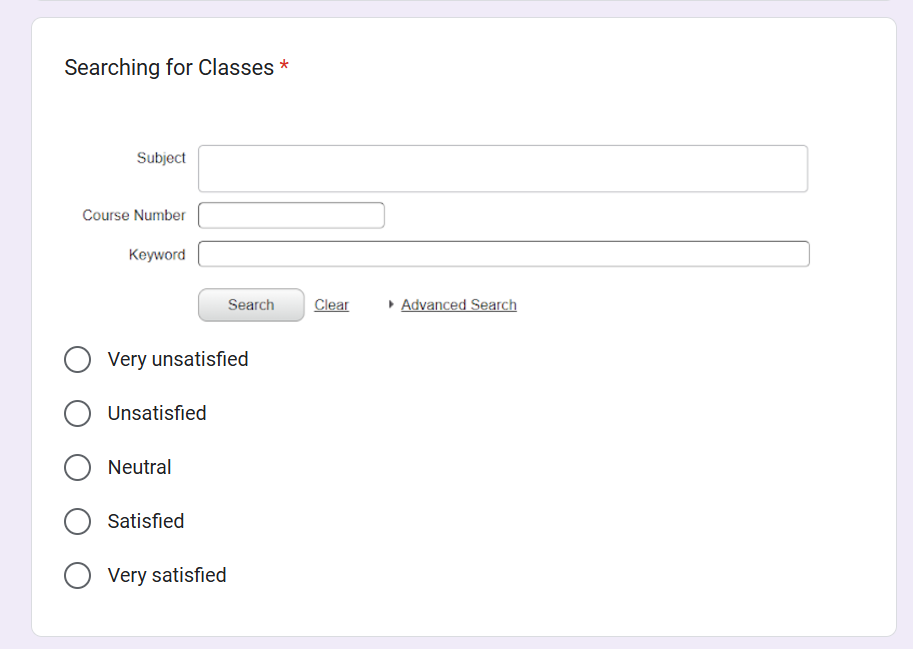 Searching for Classes *
Subject
Course Number
Keyword
Search Clear Advanced Search
Very unsatisfied
Unsatisfied
Neutral
Satisfied
Very satisfied